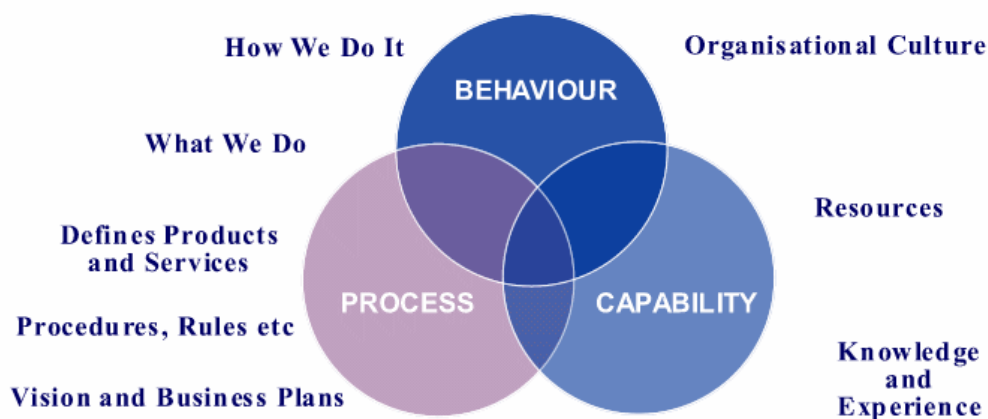 How We Do It
Organisational Culture
BEHAVIOUR
What We Do
Resources
Defines Products
and Services
PROCESS
CAPABILITY
Procedures, Rules etc
Knowledge
and
Experience
Vision and Business Plans